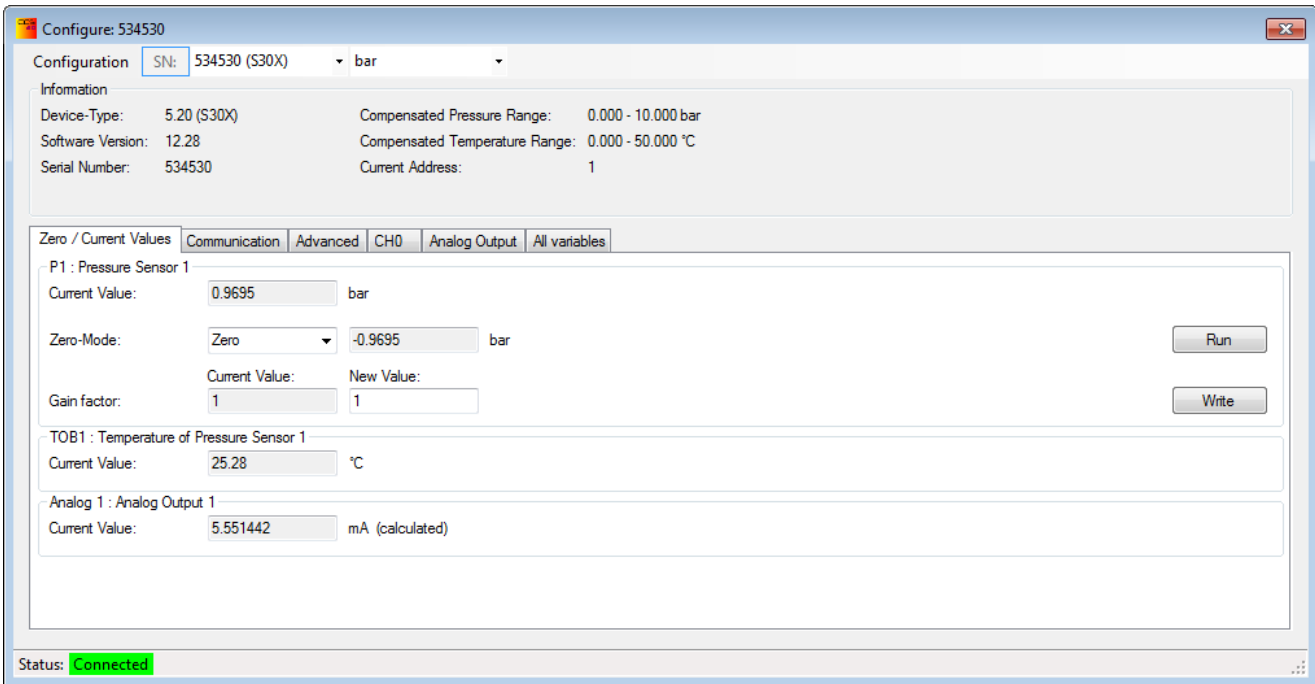 Configure: 534530
Configuration SN: 534530 (S30X) bar
Information
Device-Type: 5.20 (S30X) Compensated Pressure Range: 0.000 - 10.000 bar
Software Version: 12.28 Compensated Temperature Range: 0.000 - 50.000 °C
Serial Number: 534530 Current Address: 1
Zero / Current Values Communication Advanced CH0 Analog Output All variables
P1 : Pressure Sensor 1
Current Value: 0.9695 bar
Zero-Mode: Zero -0.9695 bar Run
Current Value: New Value:
Gain factor: 1 1 Write
TOB1 : Temperature of Pressure Sensor 1
Current Value: 25.28 °C
Analog 1 : Analog Output 1
Current Value: 5.551442 mA (calculated)
Status: Connected